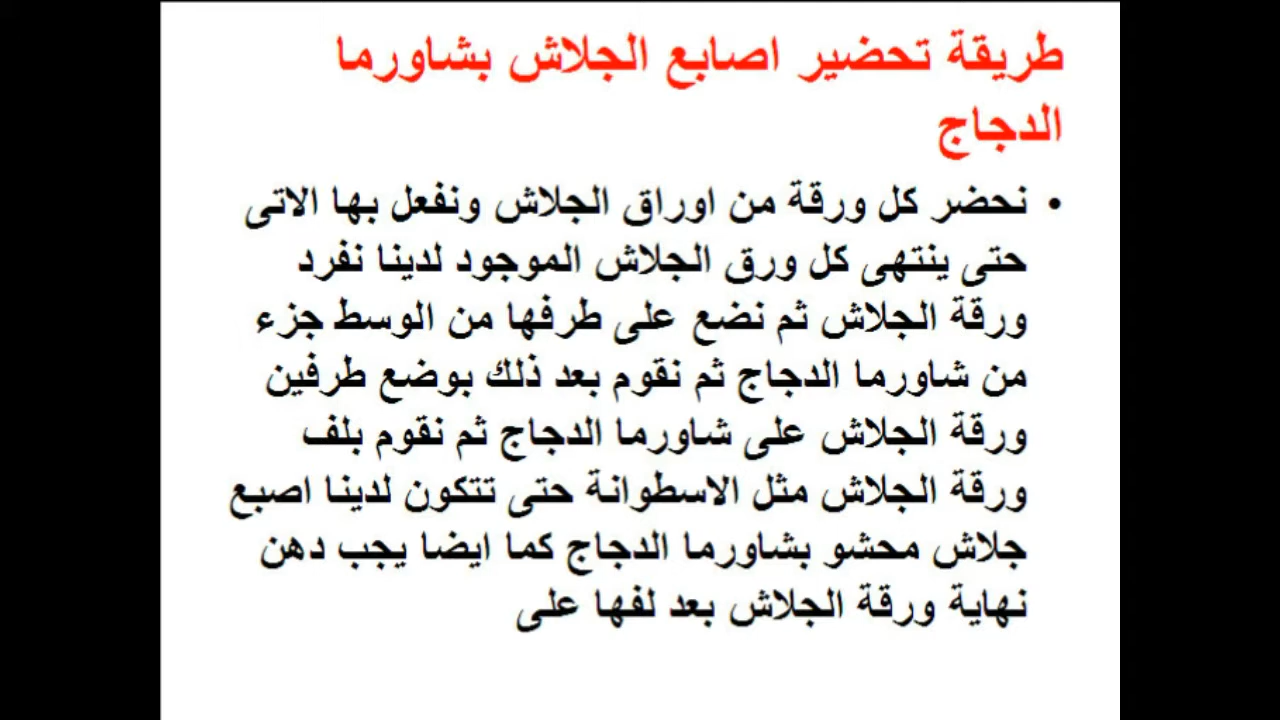 طريقة تحضير اصابع الجلاش بشاورما
الدجاج
• نحضر كل ورقة من اوراق الجلاش ونفعل بها الاتى
حتى ينتهى كل ورق الجلاش الموجود لدينا نفرد
ورقة الجلاش ثم نضع على طرفها من الوسط جزء
من شاورما الدجاج ثم نقوم بعد ذلك بوضع طرفين
ورقة الجلاش على شاورما الدجاج ثم نقوم بلف
ورقة الجلاش مثل الاسطوانة حتى تتكون لدينا اصبع
جلاش محشو بشاورما الدجاج كما ايضا يجب دهن
نهاية ورقة الجلاش بعد لفها على